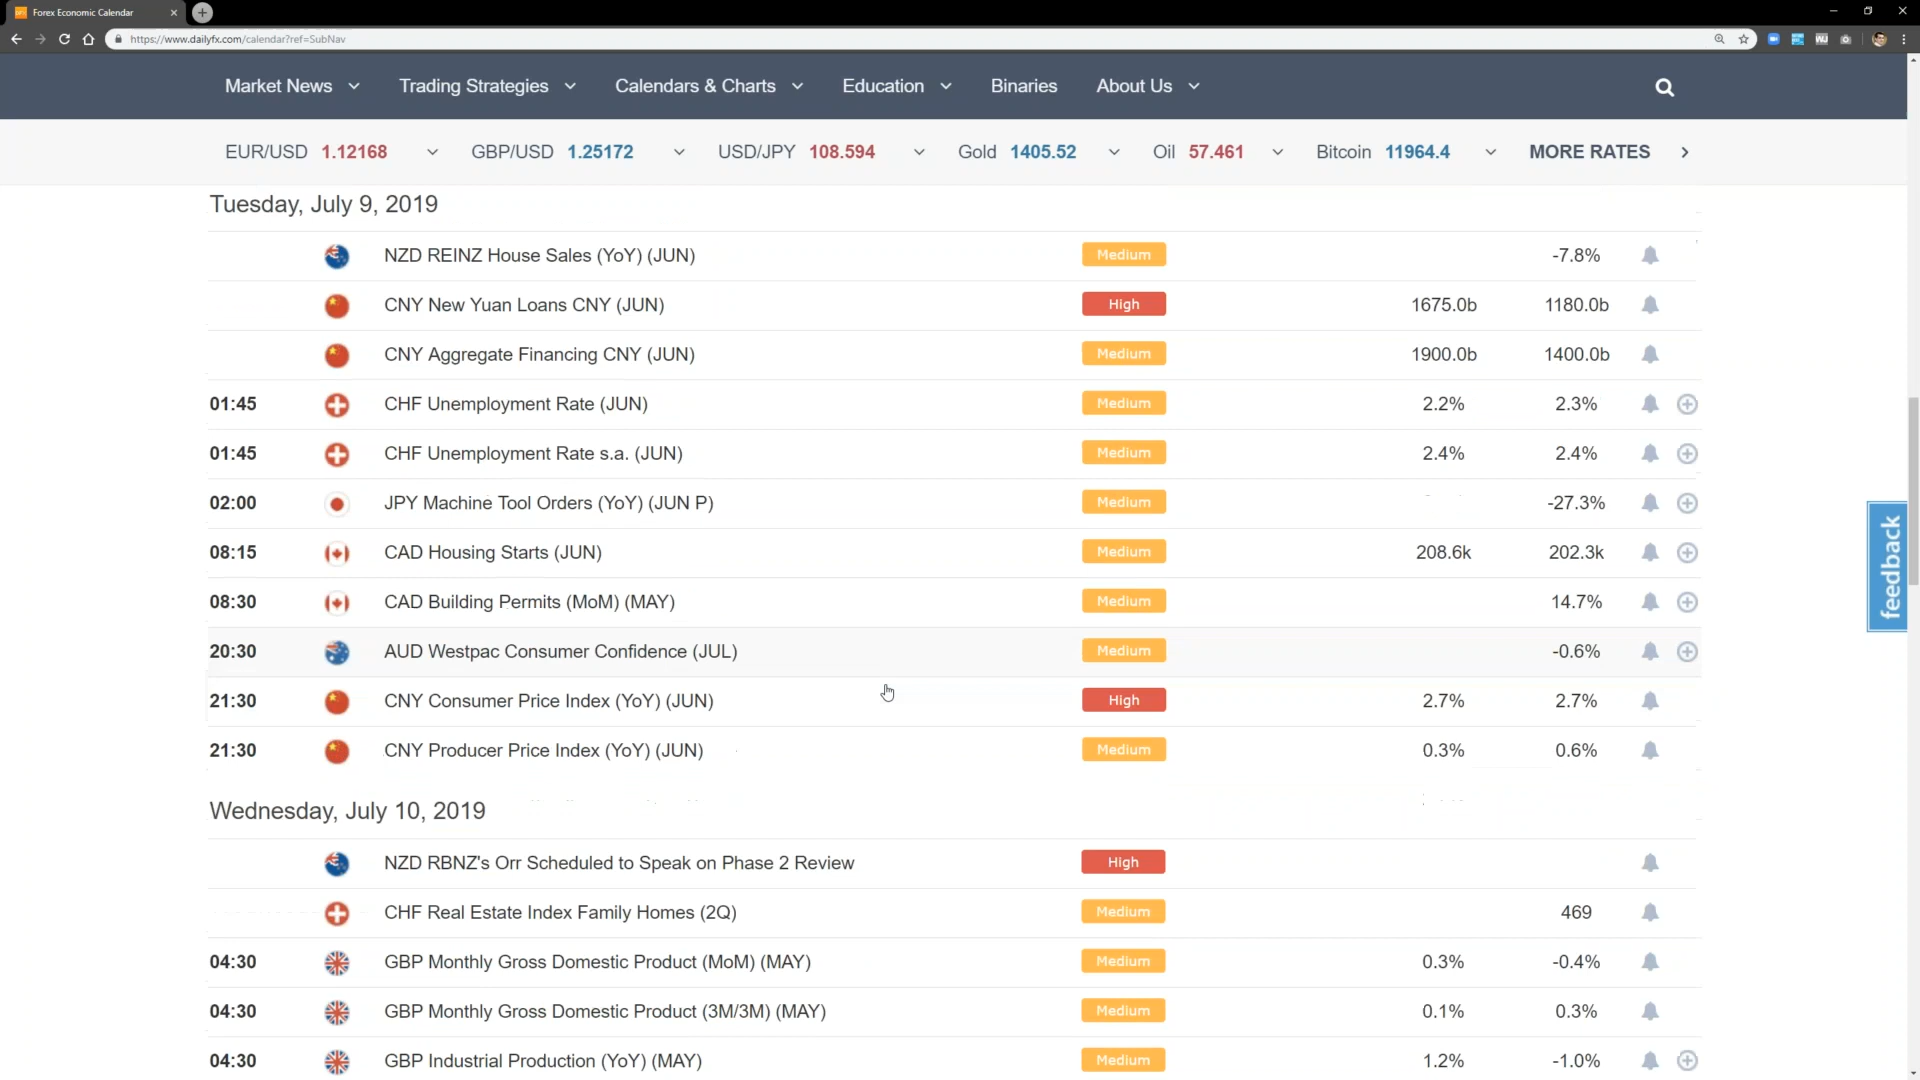 Forex Economic Calendar
https://www.dailyfx.com/calendar?ref=SubNav
Market News Trading Strategies Calendars & Charts Education Binaries About Us
EUR/USD 1.12168 GBP/USD 1.25172 USD/JPY 108.594 Gold 1405.52 Oil 57.461 Bitcoin 11964.4 MORE RATES
Tuesday, July 9, 2019
NZD REINZ House Sales (YoY) (JUN) Medium -7.8%
CNY New Yuan Loans CNY (JUN) High 1675.0b 1180.0b
CNY Aggregate Financing CNY (JUN) Medium 1900.0b 1400.0b
01:45 CHF Unemployment Rate (JUN) Medium 2.2% 2.3%
01:45 CHF Unemployment Rate s.a. (JUN) Medium 2.4% 2.4%
02:00 JPY Machine Tool Orders (YoY) (JUN P) Medium -27.3%
08:15 CAD Housing Starts (JUN) Medium 208.6k 202.3k
08:30 CAD Building Permits (MoM) (MAY) Medium 14.7%
20:30 AUD Westpac Consumer Confidence (JUL) Medium -0.6%
21:30 CNY Consumer Price Index (YoY) (JUN) High 2.7% 2.7%
21:30 CNY Producer Price Index (YoY) (JUN) Medium 0.3% 0.6%
Wednesday, July 10, 2019
NZD RBNZ's Orr Scheduled to Speak on Phase 2 Review High
CHF Real Estate Index Family Homes (2Q) Medium 469
04:30 GBP Monthly Gross Domestic Product (MoM) (MAY) Medium 0.3% -0.4%
04:30 GBP Monthly Gross Domestic Product (3M/3M) (MAY) Medium 0.1% 0.3%
04:30 GBP Industrial Production (YoY) (MAY) Medium 1.2% -1.0%
feedback